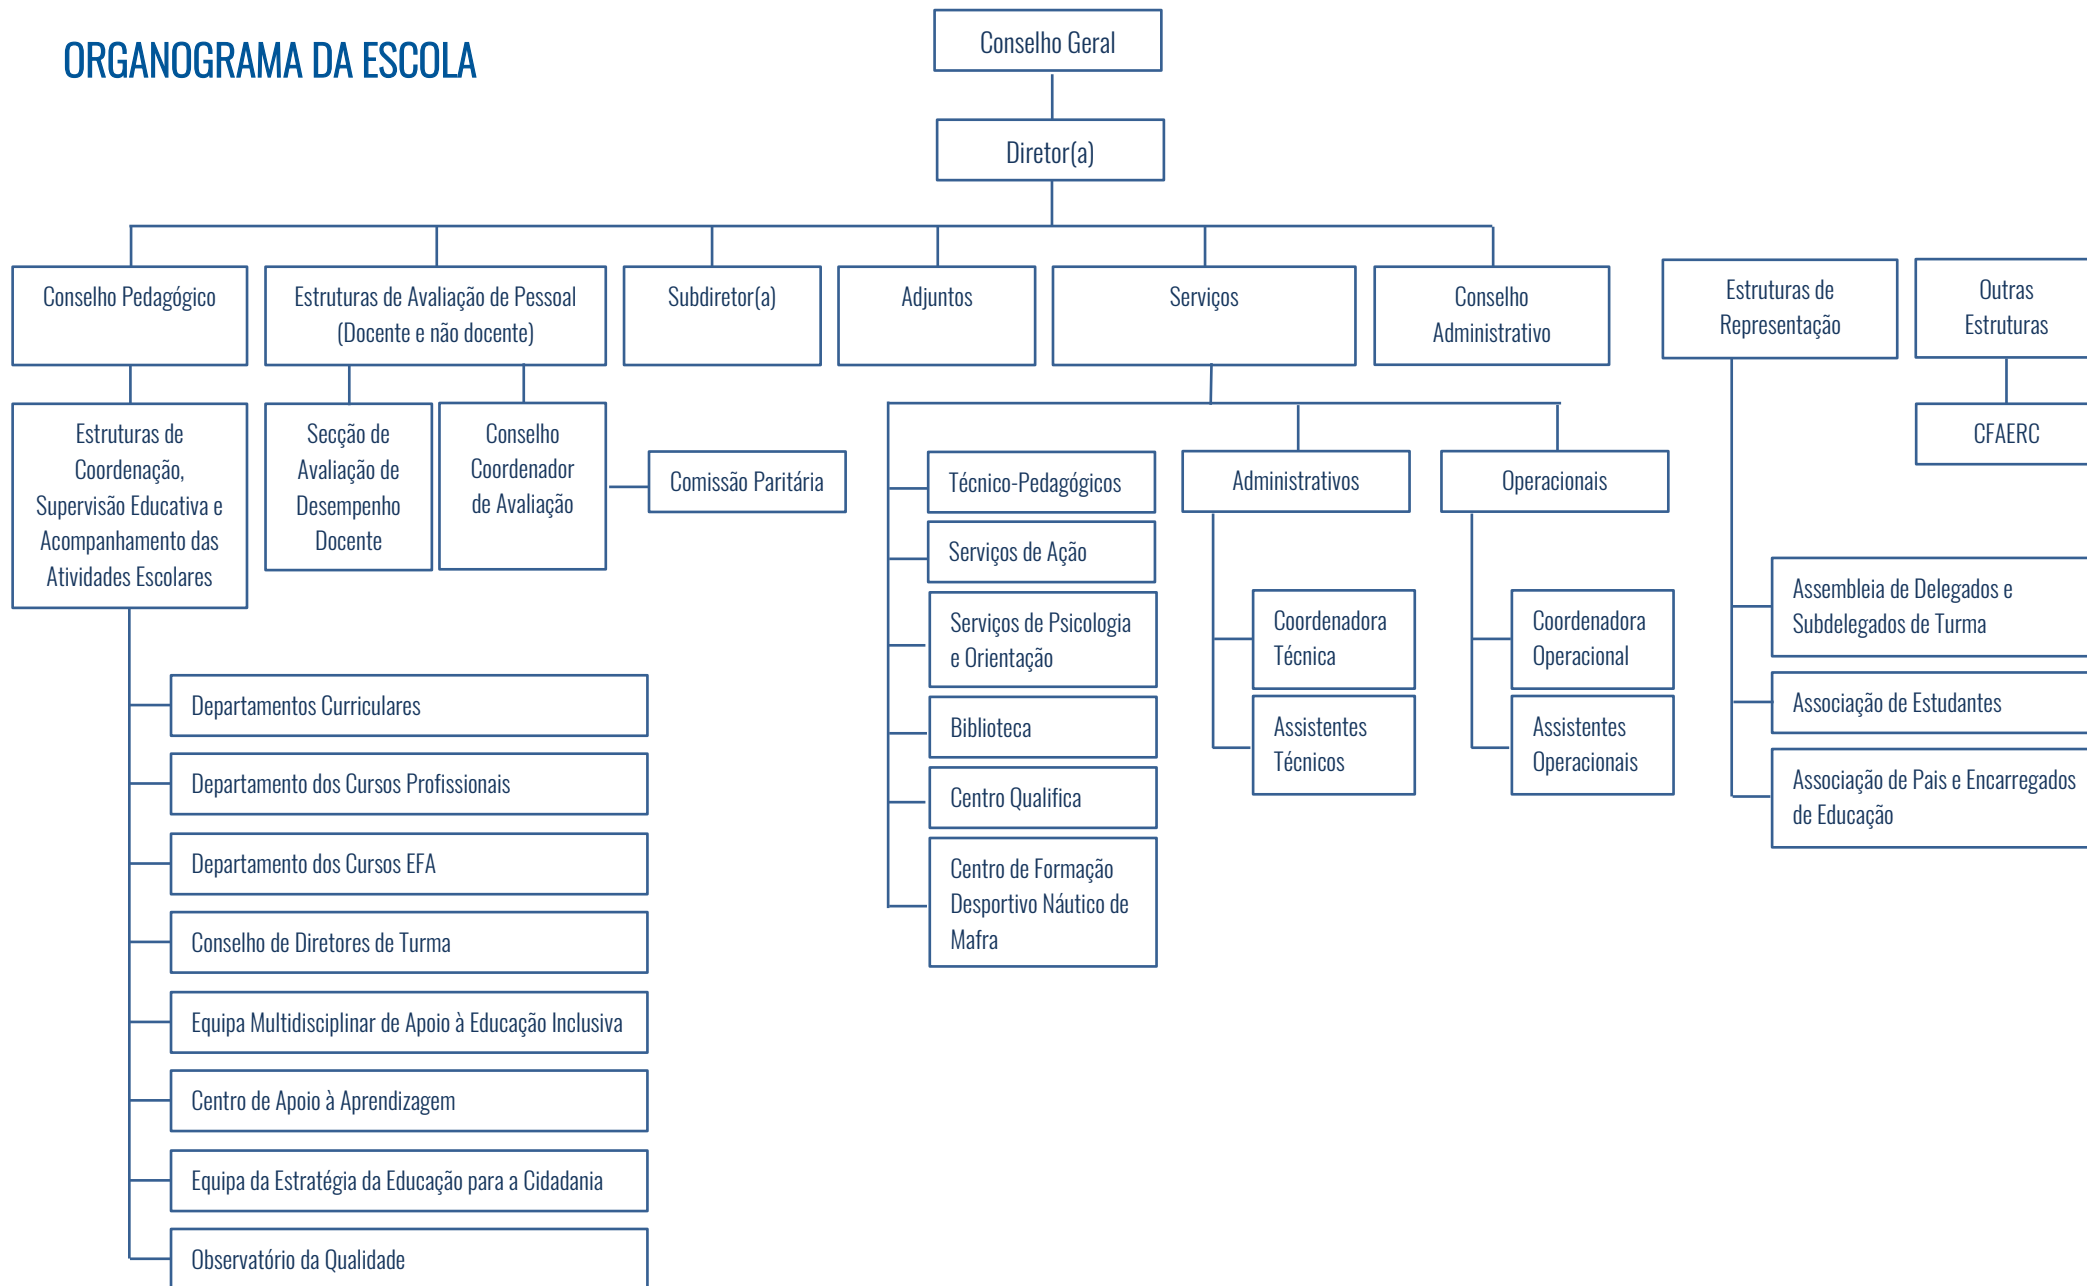 ORGANOGRAMA DA ESCOLA
Conselho Geral
Diretor(a)
Conselho Pedagógico
Estruturas de Avaliação de Pessoal
(Docente e não docente)
Subdiretor(a)
Adjuntos
Serviços
Conselho
Administrativo
Estruturas de
Representação
Outras
Estruturas
Estruturas de
Coordenação,
Supervisão Educativa e
Acompanhamento das
Atividades Escolares
Secção de
Avaliação de
Desempenho
Docente
Conselho
Coordenador
de Avaliação
Comissão Paritária
Técnico-Pedagógicos
Serviços de Ação
Serviços de Psicologia
e Orientação
Biblioteca
Centro Qualifica
Centro de Formação
Desportivo Náutico de
Mafra
Administrativos
Coordenadora
Técnica
Assistentes
Técnicos
Operacionais
Coordenadora
Operacional
Assistentes
Operacionais
CFAERC
Assembleia de Delegados e
Subdelegados de Turma
Associação de Estudantes
Associação de Pais e Encarregados
de Educação
Departamentos Curriculares
Departamento dos Cursos Profissionais
Departamento dos Cursos EFA
Conselho de Diretores de Turma
Equipa Multidisciplinar de Apoio à Educação Inclusiva
Centro de Apoio à Aprendizagem
Equipa da Estratégia da Educação para a Cidadania
Observatório da Qualidade